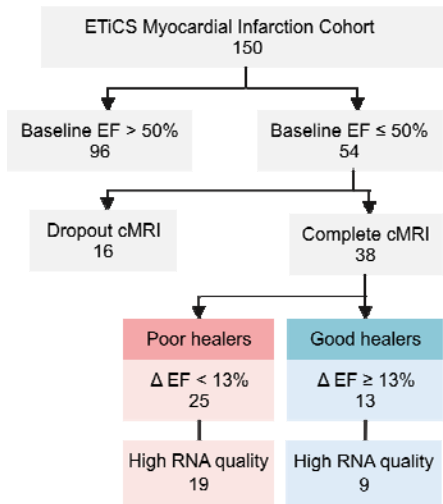 ETiCS Myocardial Infarction Cohort
150
Baseline EF > 50%
96
Baseline EF ≤ 50%
54
Dropout cMRI
16
Complete cMRI
38
Poor healers
Good healers
Δ EF < 13%
25
Δ EF ≥ 13%
13
High RNA quality
19
High RNA quality
9